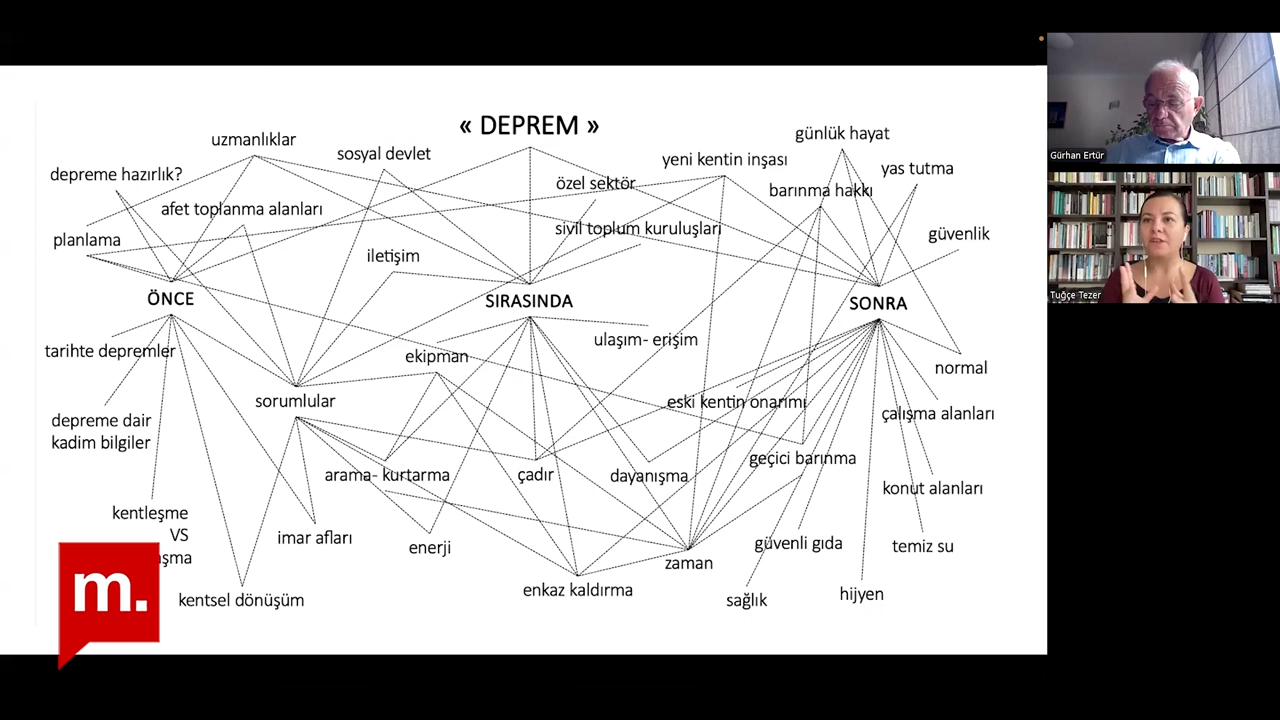 « DEPREM »
uzmanlıklar
sosyal devlet
günlük hayat
yeni kentin inşası
depreme hazırlık?
özel sektör
yas tutma
barınma hakkı
afet toplanma alanları
sivil toplum kuruluşları
planlama
güvenlik
iletişim
ÖNCE
SIRASINDA
SONRA
ulaşım- erişim
tarihte depremler
ekipman
normal
sorumlular
eski kentin onarımı
çalışma alanları
depreme dair
kadim bilgiler
geçici barınma
arama- kurtarma
çadır
dayanışma
konut alanları
kentleşme
VS
imar afları
enerji
güvenli gıda
temiz su
zaman
enkaz kaldırma
kentsel dönüşüm
sağlık
hijyen
m.
Gürhan Ertür
Tuğçe Tezer